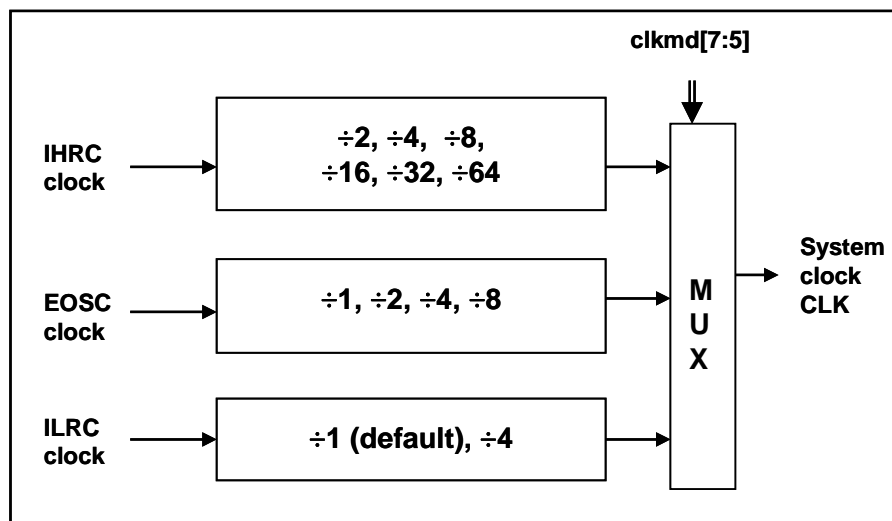 clkmd[7:5]
IHRC
clock
÷2, ÷4, ÷8,
÷16, ÷32, ÷64
EOSC
clock
÷1, ÷2, ÷4, ÷8
ILRC
clock
÷1 (default), ÷4
M
U
X
System
clock
CLK